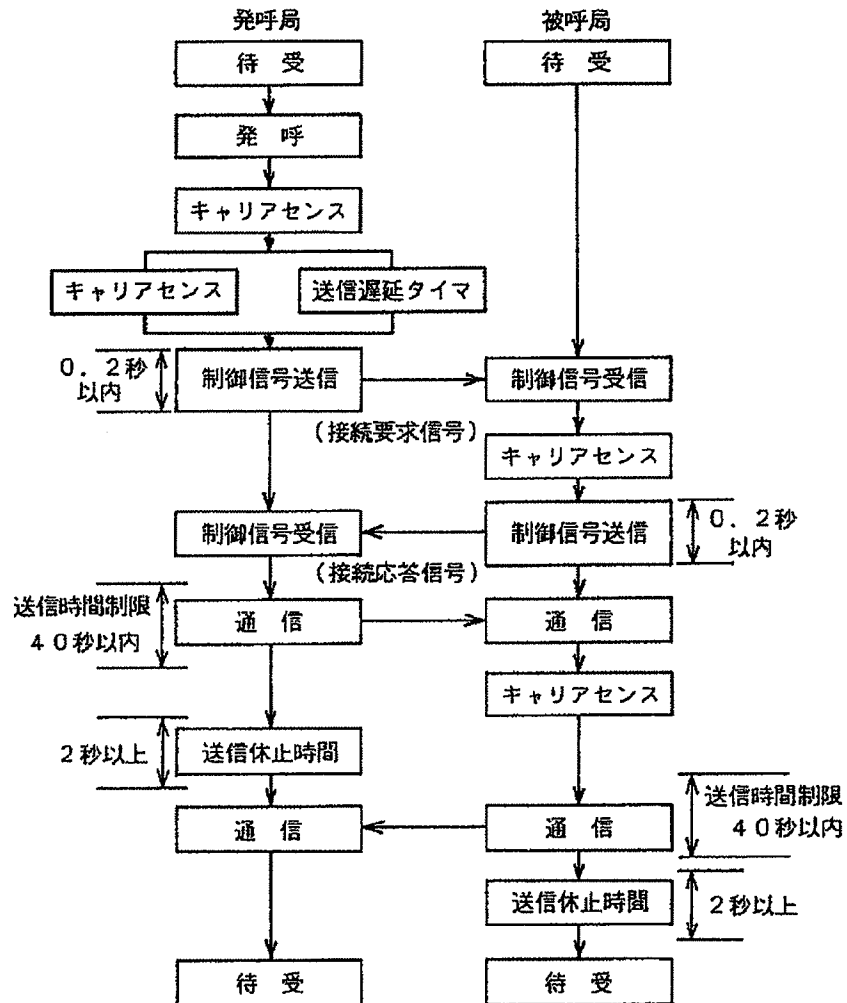 発呼局 被呼局
待 受 待 受
発 呼
キャリアセンス
キャリアセンス 送信遅延タイマ
0.2秒
以内
制御信号送信 制御信号受信
(接続要求信号)
キャリアセンス
制御信号受信 制御信号送信
0.2秒
以内
(接続応答信号)
送信時間制限
40秒以内
通 信 通 信
キャリアセンス
2秒以上 送信休止時間
通 信 通 信
送信時間制限
40秒以内
送信休止時間 2秒以上
待 受 待 受